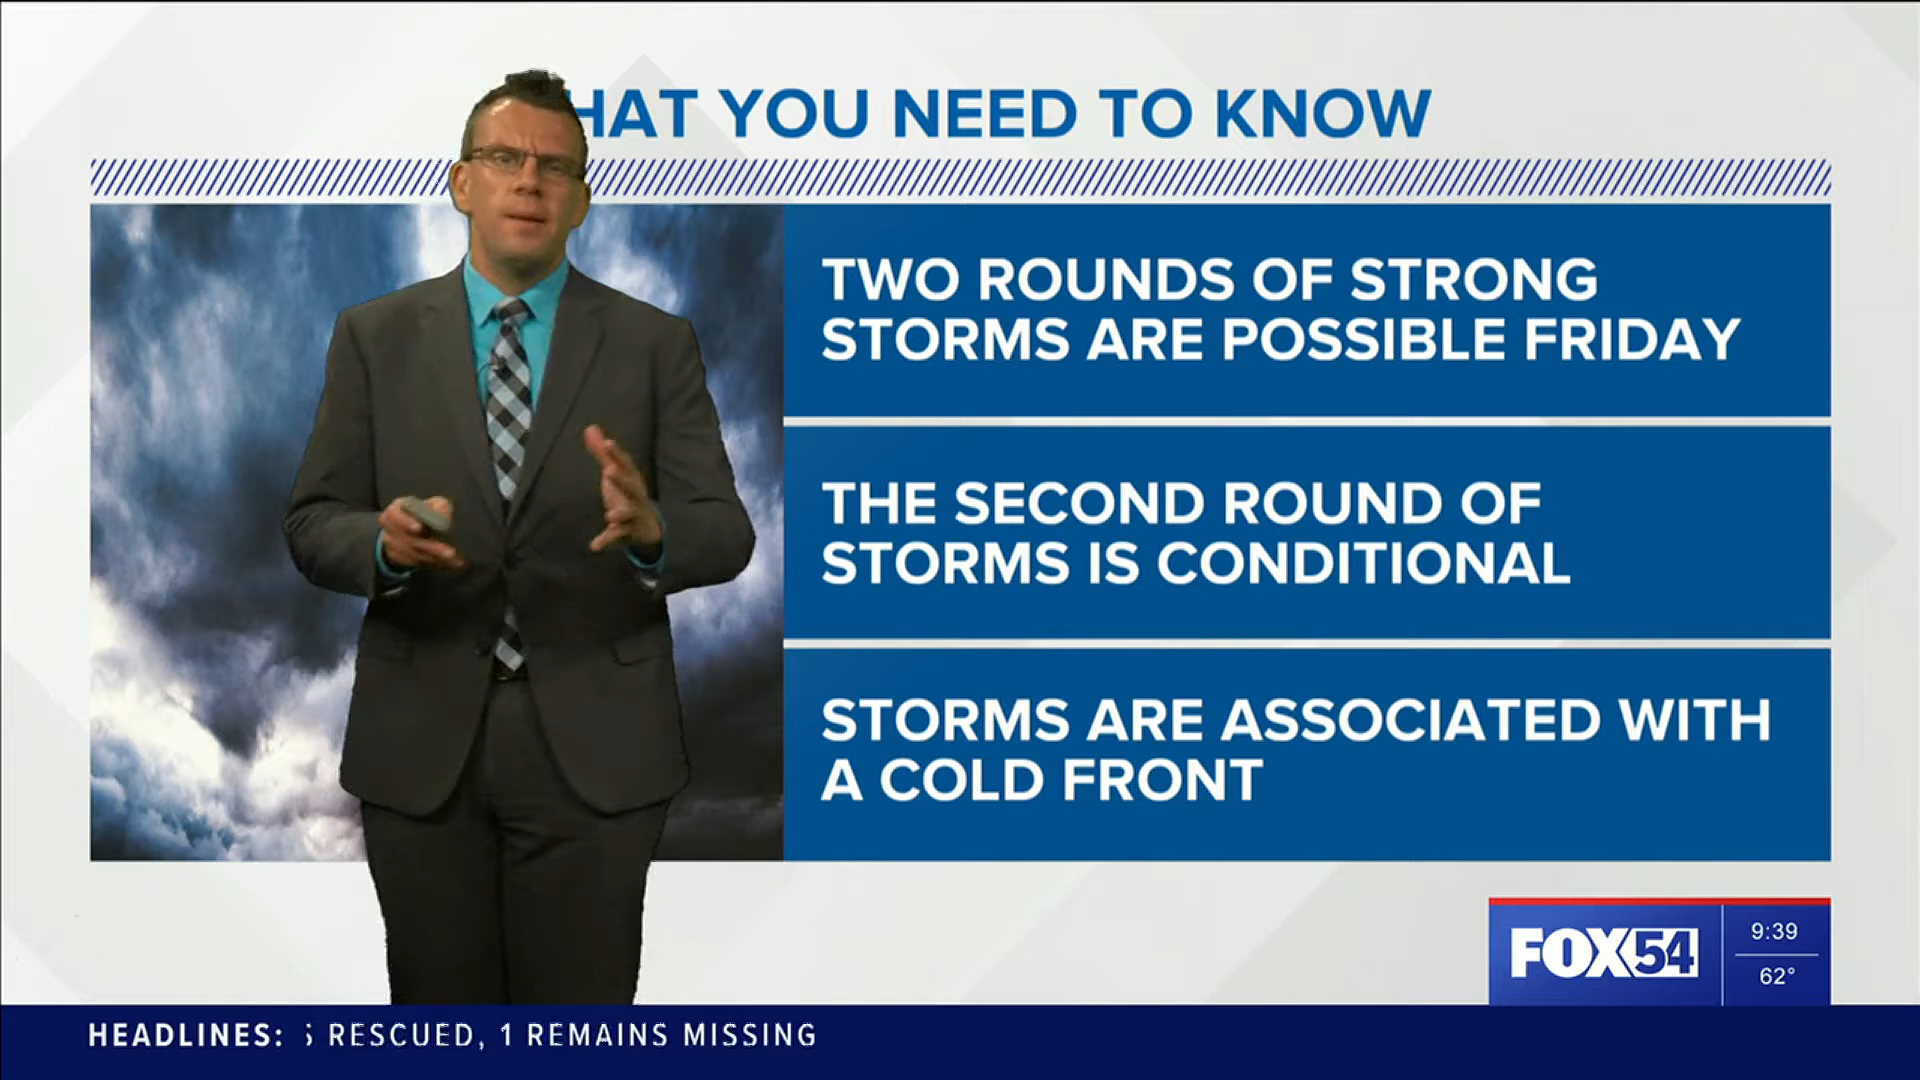 HAT YOU NEED TO KNOW
TWO ROUNDS OF STRONG
STORMS ARE POSSIBLE FRIDAY
THE SECOND ROUND OF
STORMS IS CONDITIONAL
STORMS ARE ASSOCIATED WITH
A COLD FRONT
FOX54
9:39
62°
HEADLINES: RESCUED, 1 REMAINS MISSING